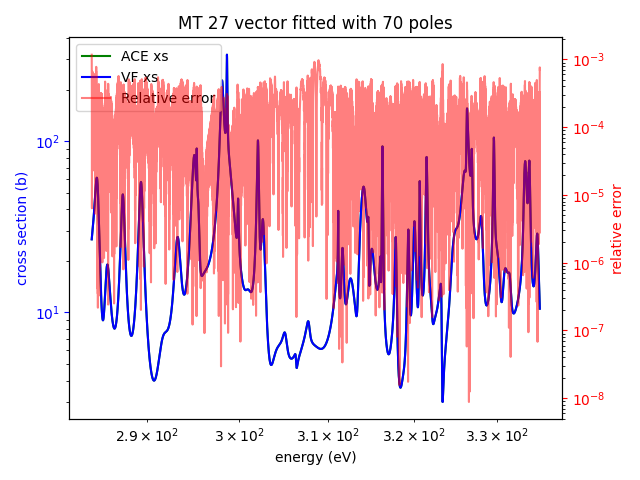 MT 27 vector fitted with 70 poles
ACE xs
VF xs
Relative error
cross section (b)
10²
10¹
relative error
10⁻³
10⁻⁴
10⁻⁵
10⁻⁶
10⁻⁷
10⁻⁸
2.9 × 10²
3 × 10²
3.1 × 10²
3.2 × 10²
3.3 × 10²
energy (eV)